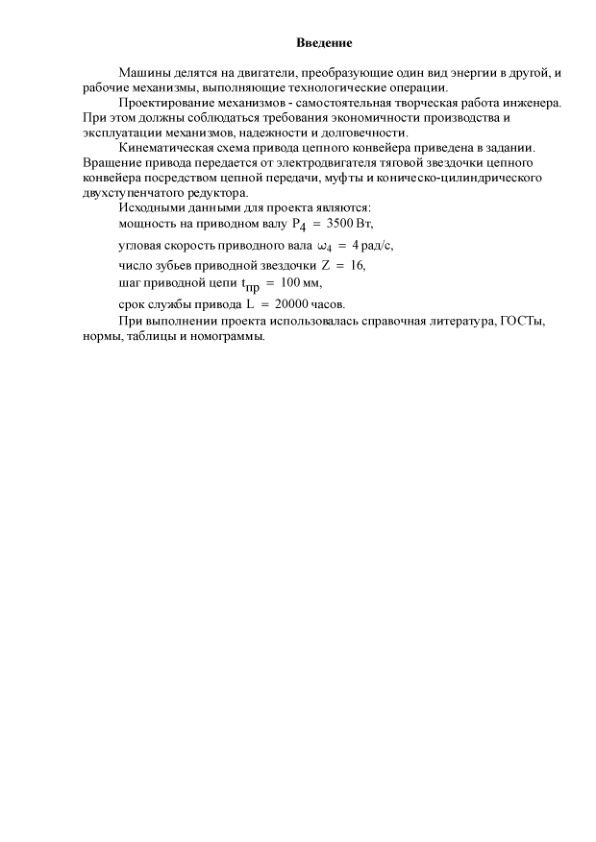 Введение
Машины делятся на двигатели, преобразующие один вид энергии в другой, и
рабочие механизмы, выполняющие технологические операции.
Проектирование механизмов - самостоятельная творческая работа инженера.
При этом должны соблюдаться требования экономичности производства и
эксплуатации механизмов, надежности и долговечности.
Кинематическая схема привода цепного конвейера приведена в задании.
Вращение привода передается от электродвигателя тяговой звездочки цепного
конвейера посредством цепной передачи, муфты и коническо-цилиндрического
двухступенчатого редуктора.
Исходными данными для проекта являются:
мощность на приводном валу P4 = 3500 Вт,
угловая скорость приводного вала ω4 = 4 рад/с,
число зубьев приводной звездочки Z = 16,
шаг приводной цепи tпр = 100 мм,
срок службы привода L = 20000 часов.
При выполнении проекта использовалась справочная литература, ГОСТы,
нормы, таблицы и номограммы.